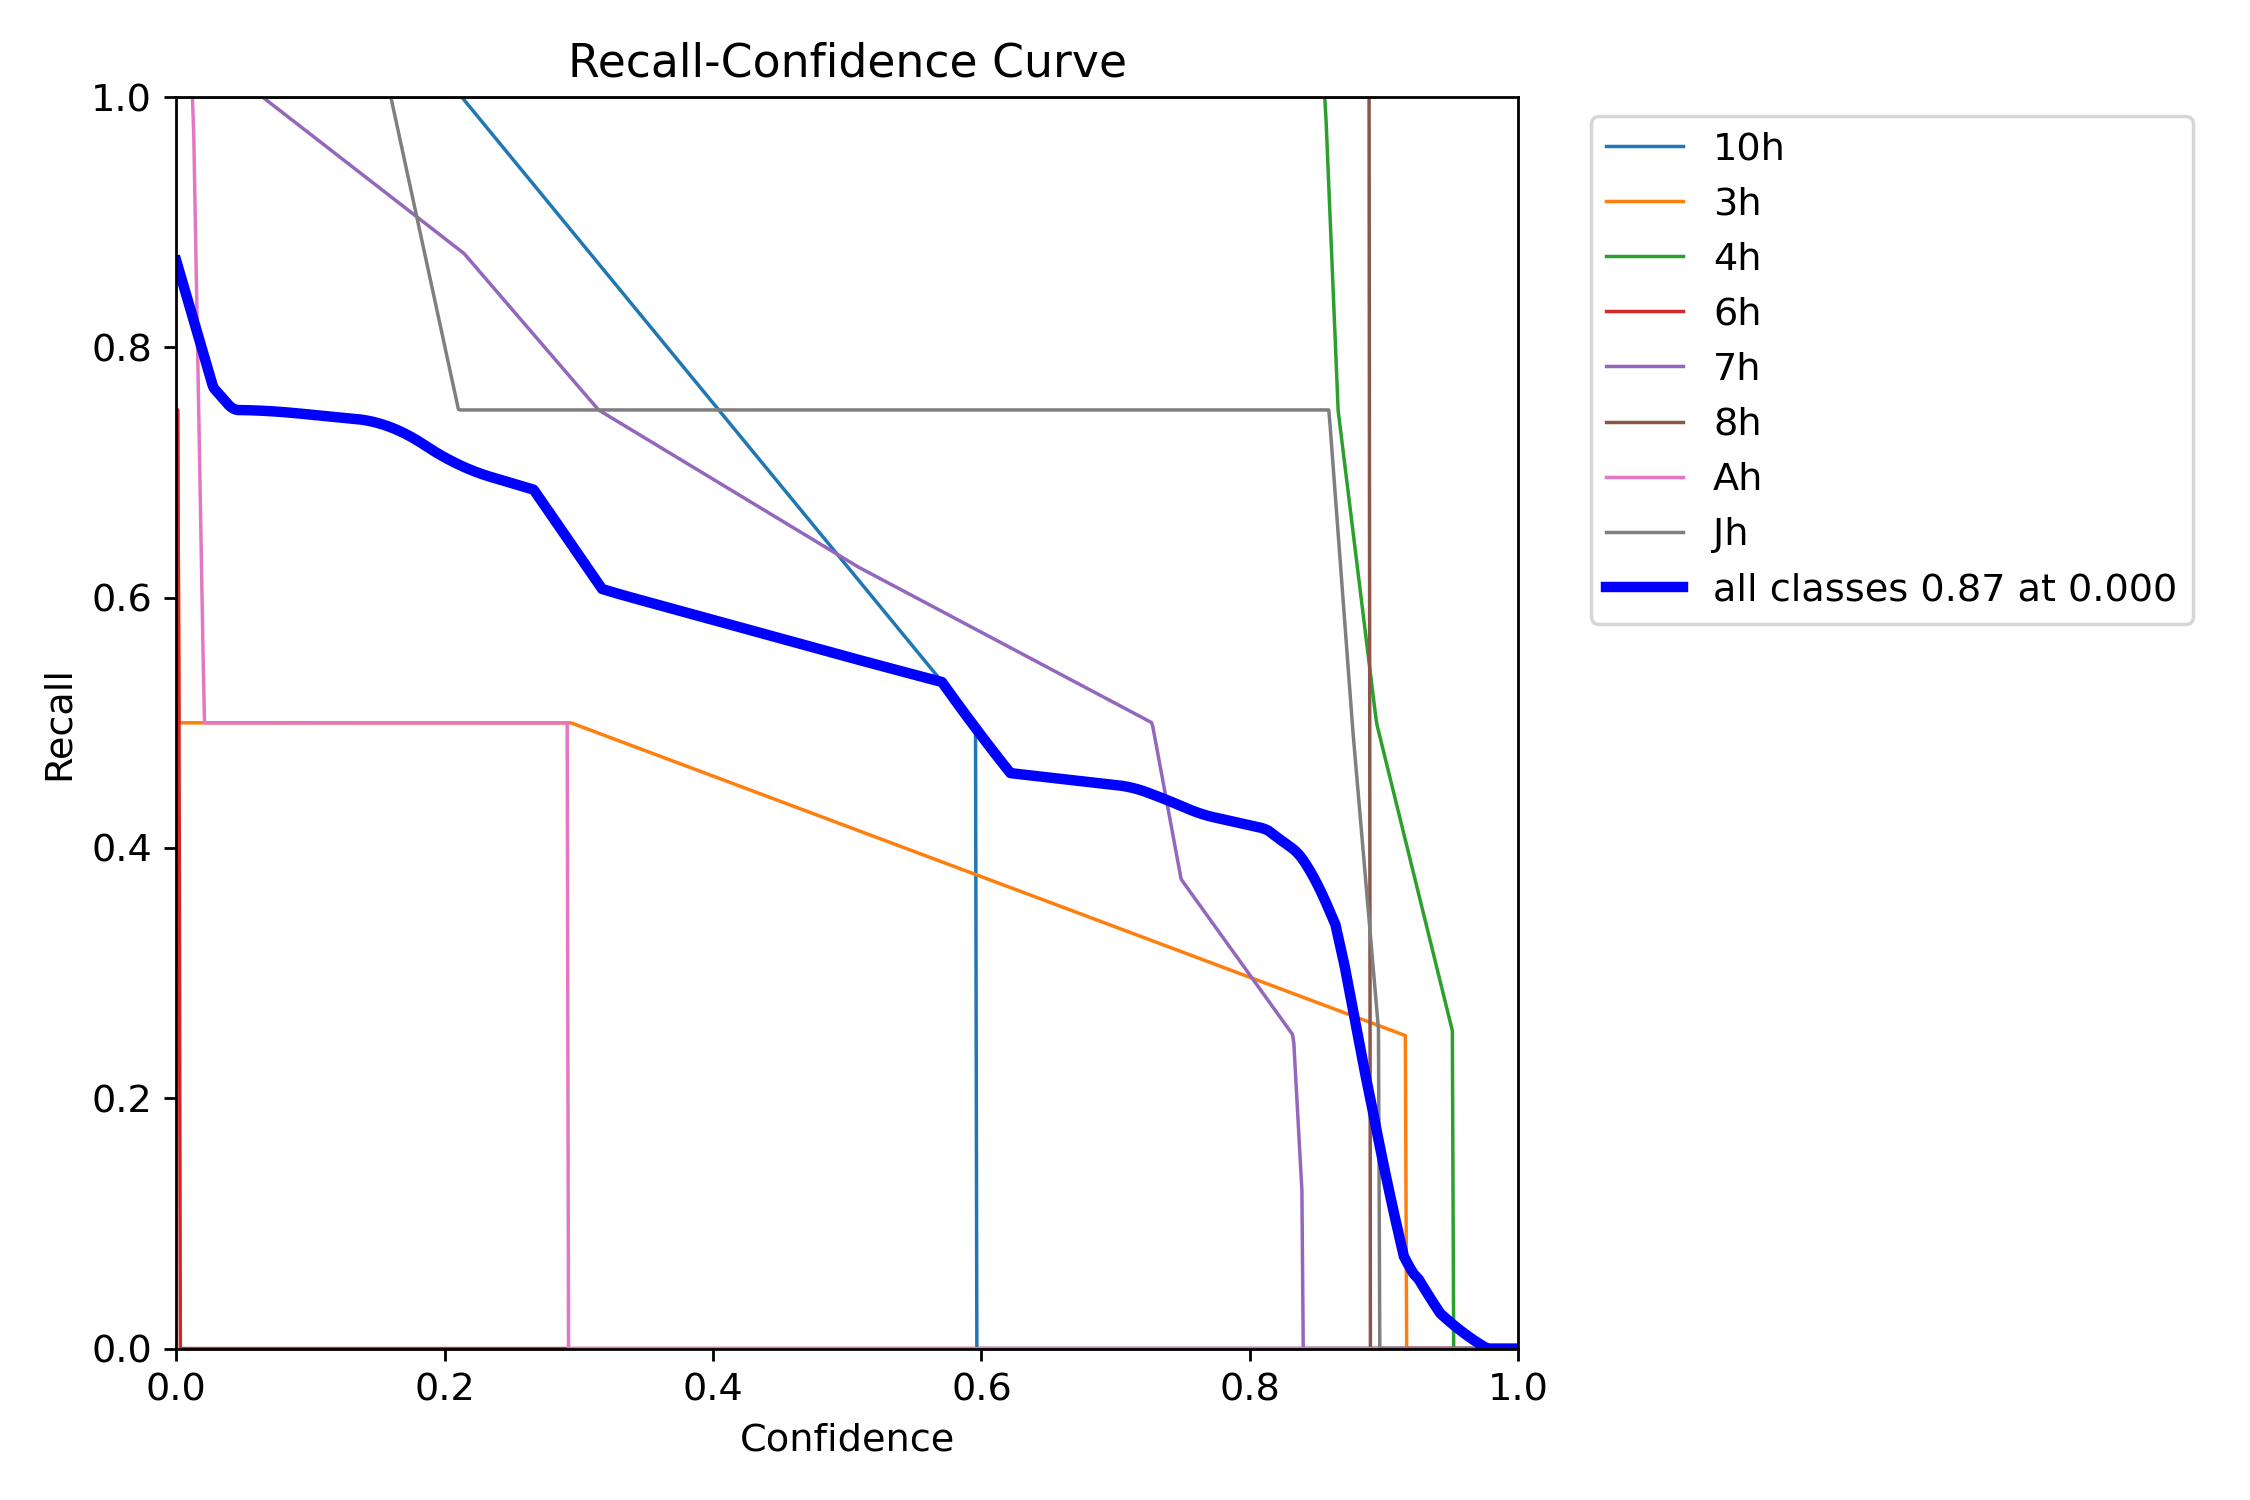 Recall-Confidence Curve
1.0
0.8
0.6
0.4
0.2
0.0
Recall
0.0 0.2 0.4 0.6 0.8 1.0
Confidence
10h
3h
4h
6h
7h
8h
Ah
Jh
all classes 0.87 at 0.000